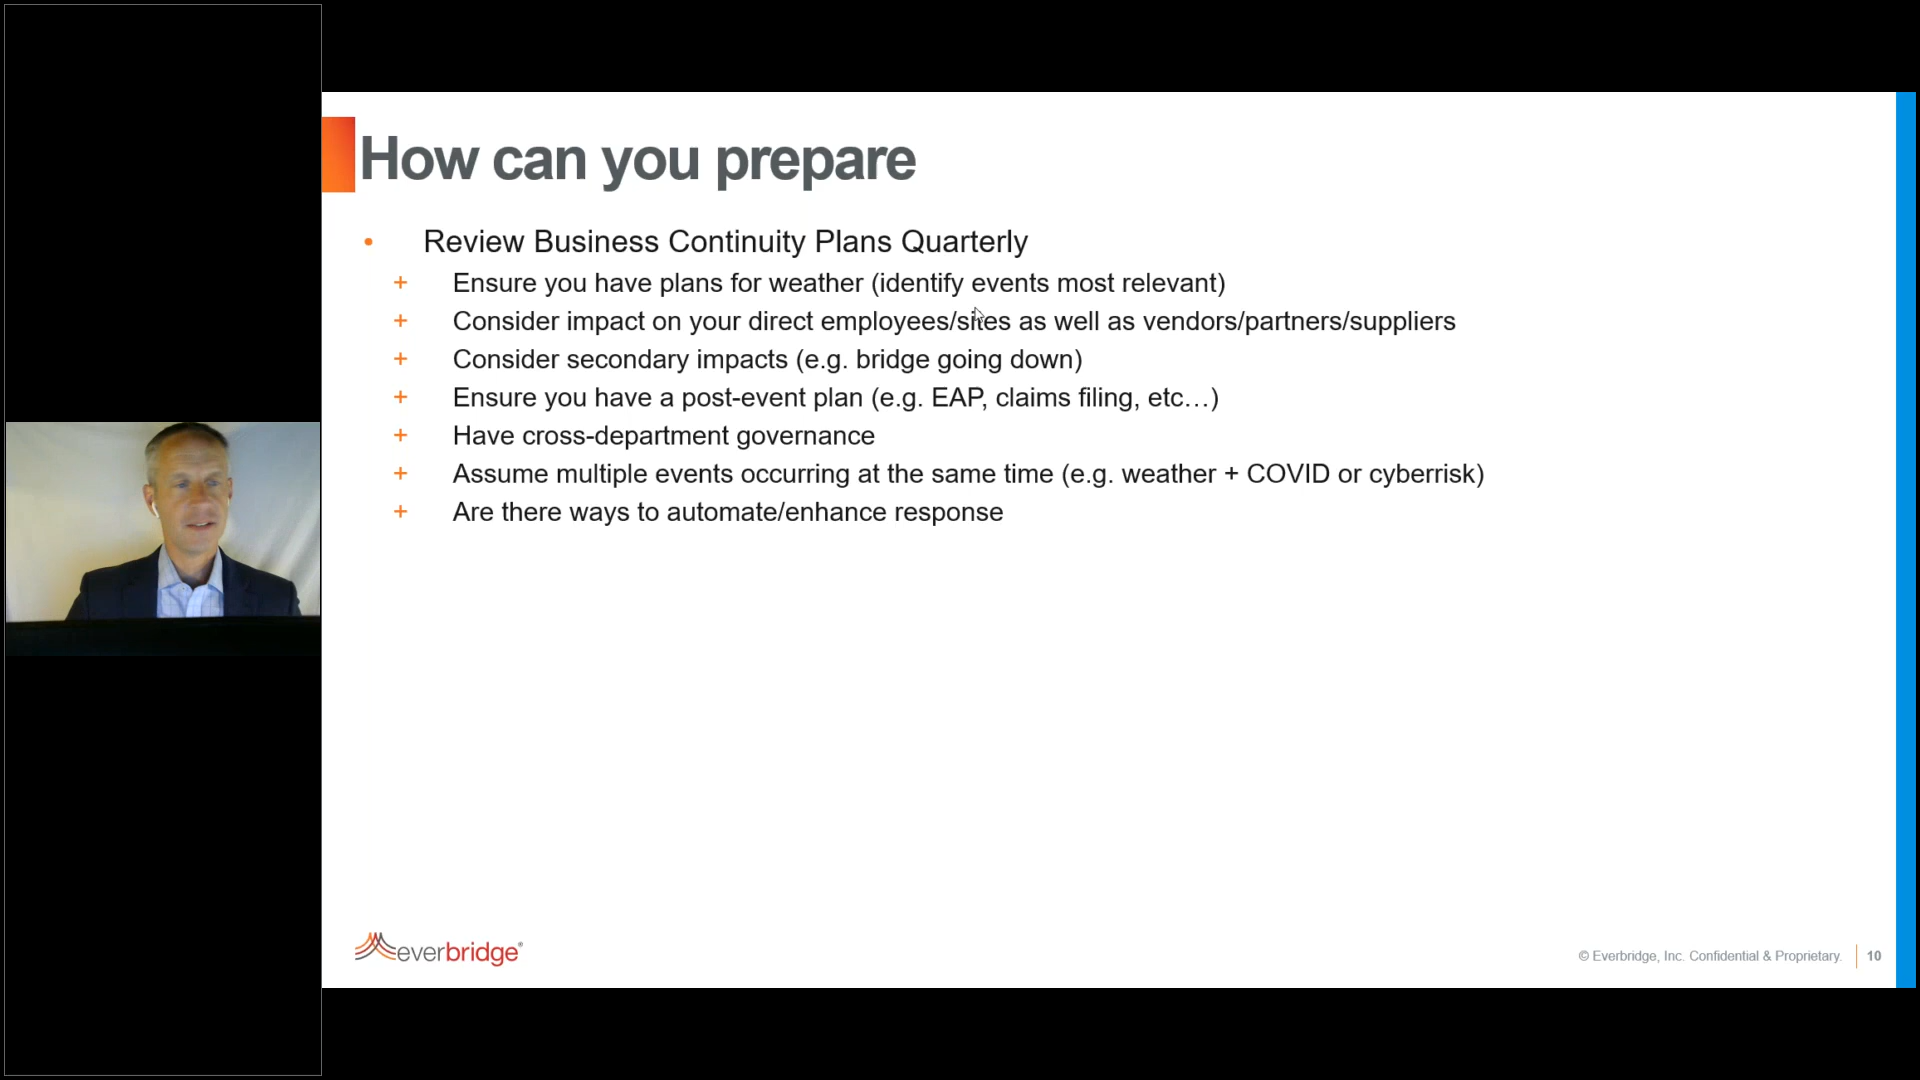 How can you prepare
• Review Business Continuity Plans Quarterly
+ Ensure you have plans for weather (identify events most relevant)
+ Consider impact on your direct employees/sites as well as vendors/partners/suppliers
+ Consider secondary impacts (e.g. bridge going down)
+ Ensure you have a post-event plan (e.g. EAP, claims filing, etc…)
+ Have cross-department governance
+ Assume multiple events occurring at the same time (e.g. weather + COVID or cyberrisk)
+ Are there ways to automate/enhance response
everbridge®
© Everbridge, Inc. Confidential & Proprietary. 10